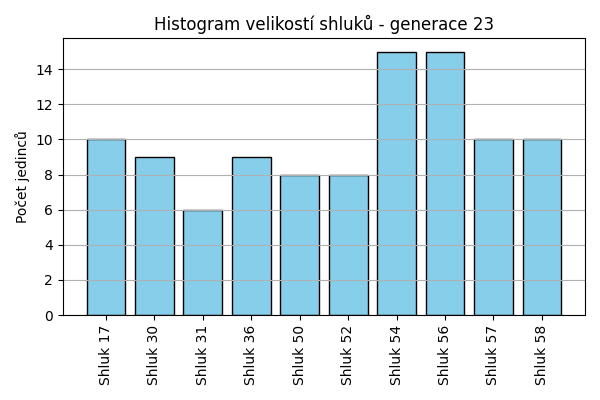 Histogram velikostí shluků - generace 23
Počet jedinců
14
12
10
8
6
4
2
0
Shluk 17
Shluk 30
Shluk 31
Shluk 36
Shluk 50
Shluk 52
Shluk 54
Shluk 56
Shluk 57
Shluk 58